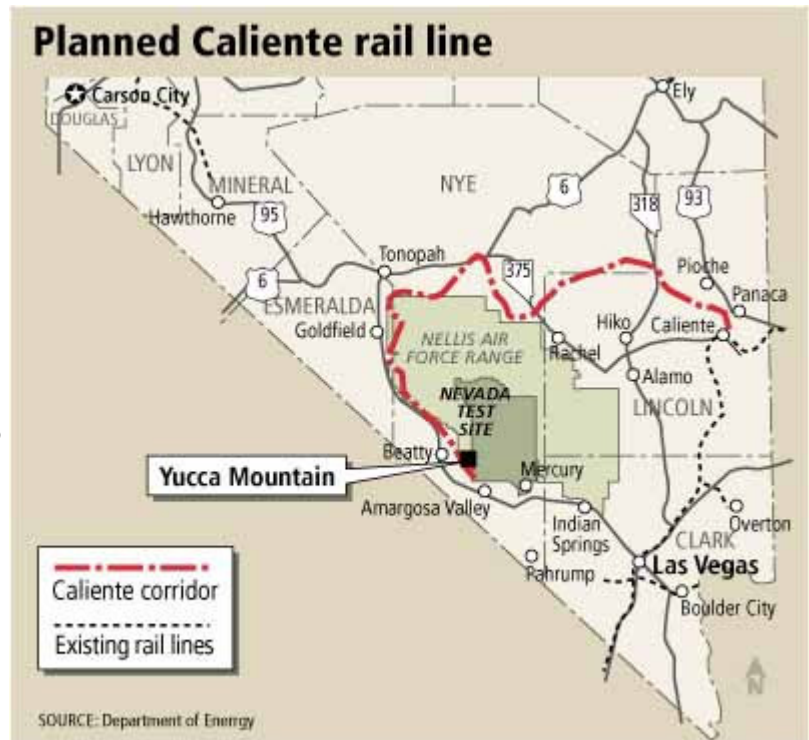 Planned Caliente rail line
Carson City
DOUGLAS
Ely
LYON
MINERAL
NYE
6
318
93
Hawthorne
95
Tonopah
375
Pioche
6
ESMERALDA
Panaca
Goldfield
Hiko
Caliente
NELLIS AIR
FORCE RANGE
Rachel
Alamo
NEVADA
TEST
SITE
LINCOLN
Beatty
Yucca Mountain
Mercury
Amargosa Valley
Indian
Springs
Overton
CLARK
Las Vegas
Pahrump
Boulder City
Caliente corridor
Existing rail lines
N
SOURCE: Department of Enerrgy